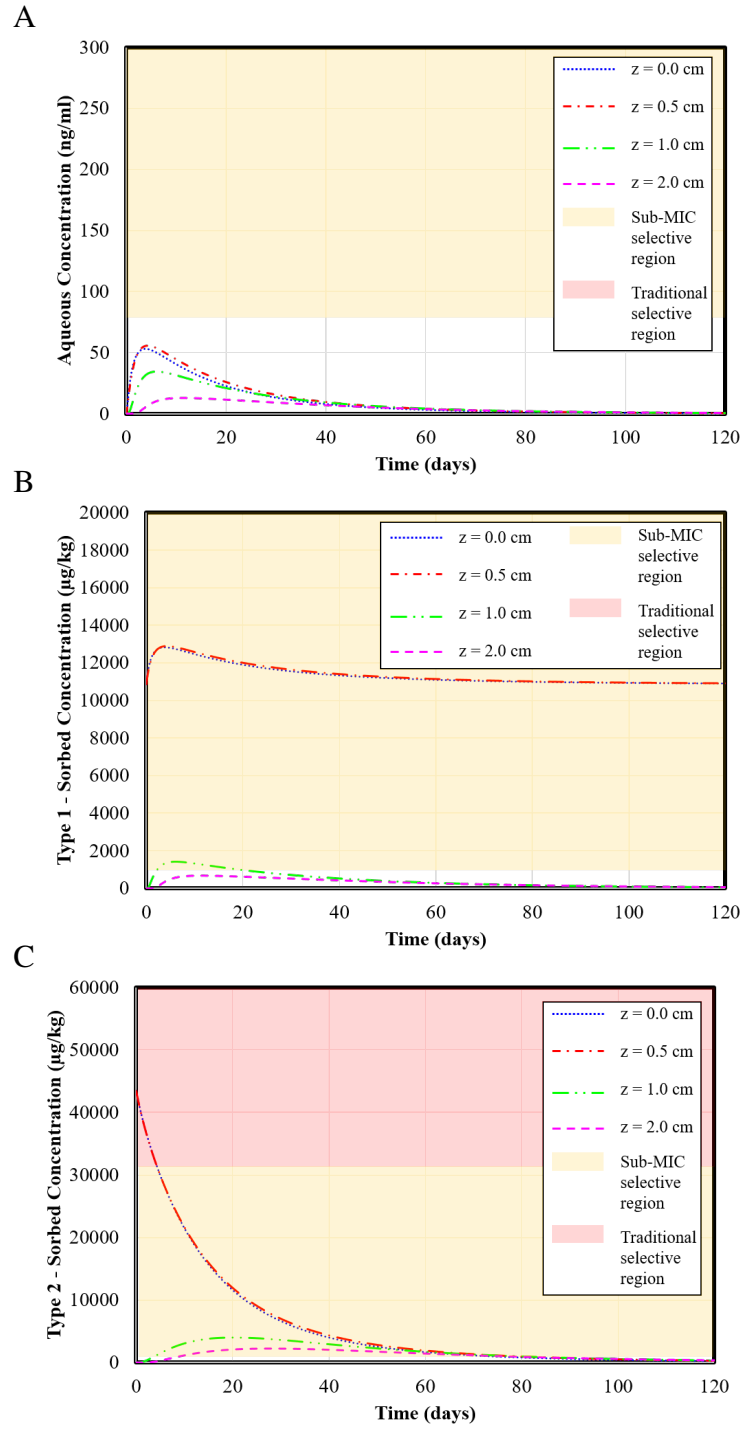 A
Aqueous Concentration (ng/ml)
300
250
200
150
100
50
0
0 20 40 60 80 100 120
Time (days)
z = 0.0 cm
z = 0.5 cm
z = 1.0 cm
z = 2.0 cm
Sub-MIC
selective
region
Traditional
selective
region
B
Type 1 - Sorbed Concentration (µg/kg)
20000
18000
16000
14000
12000
10000
8000
6000
4000
2000
0
0 20 40 60 80 100 120
Time (days)
z = 0.0 cm
z = 0.5 cm
z = 1.0 cm
z = 2.0 cm
Sub-MIC
selective
region
Traditional
selective
region
C
Type 2 - Sorbed Concentration (µg/kg)
60000
50000
40000
30000
20000
10000
0
0 20 40 60 80 100 120
Time (days)
z = 0.0 cm
z = 0.5 cm
z = 1.0 cm
z = 2.0 cm
Sub-MIC
selective
region
Traditional
selective
region